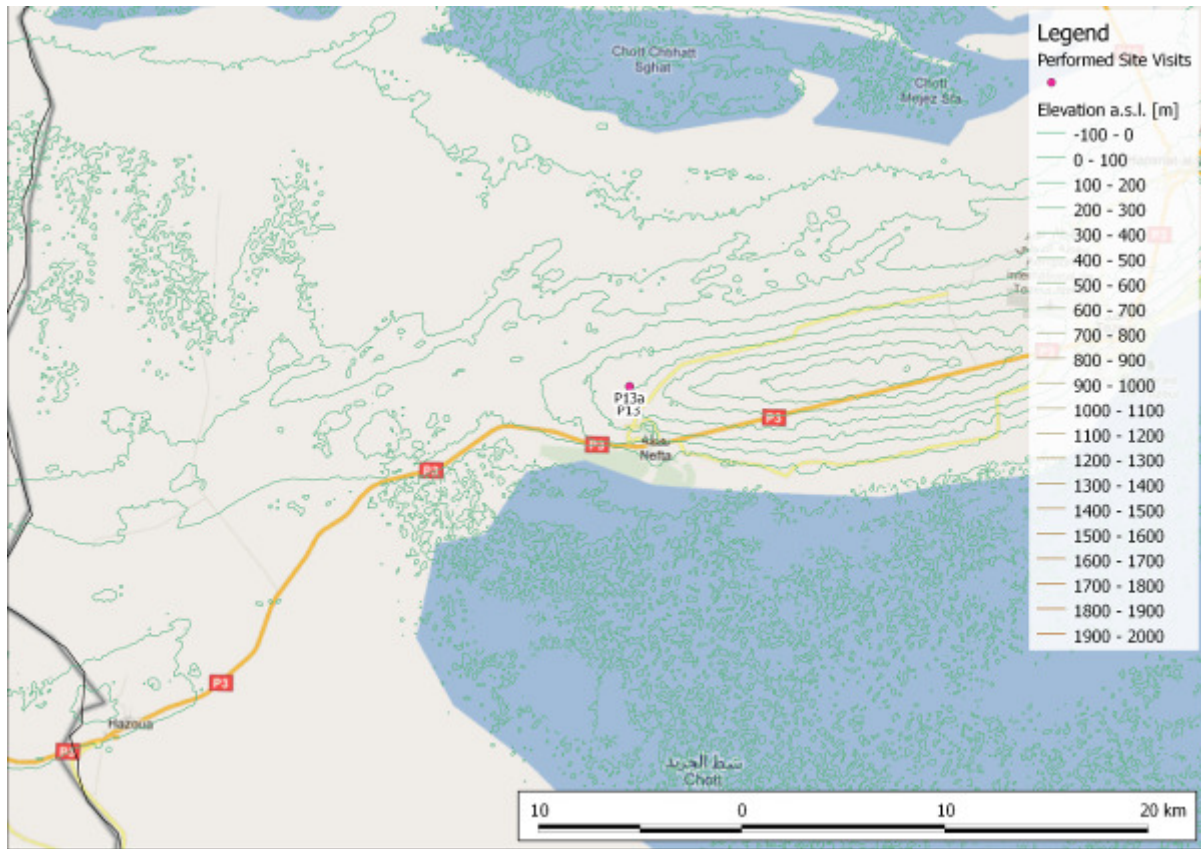 Chott Chtihatt
Sghat
Chott
Mejez Sfa
Legend
Performed Site Visits
Elevation a.s.l. [m]
-100 - 0
0 - 100
100 - 200
200 - 300
300 - 400
400 - 500
500 - 600
600 - 700
700 - 800
800 - 900
900 - 1000
1000 - 1100
1100 - 1200
1200 - 1300
1300 - 1400
1400 - 1500
1500 - 1600
1600 - 1700
1700 - 1800
1800 - 1900
1900 - 2000
P3
P13a
P13
P3
P3
نفطة
Nefta
P3
P3
Hazoua
P3
شط الجريد
Chott
10 0 10 20 km